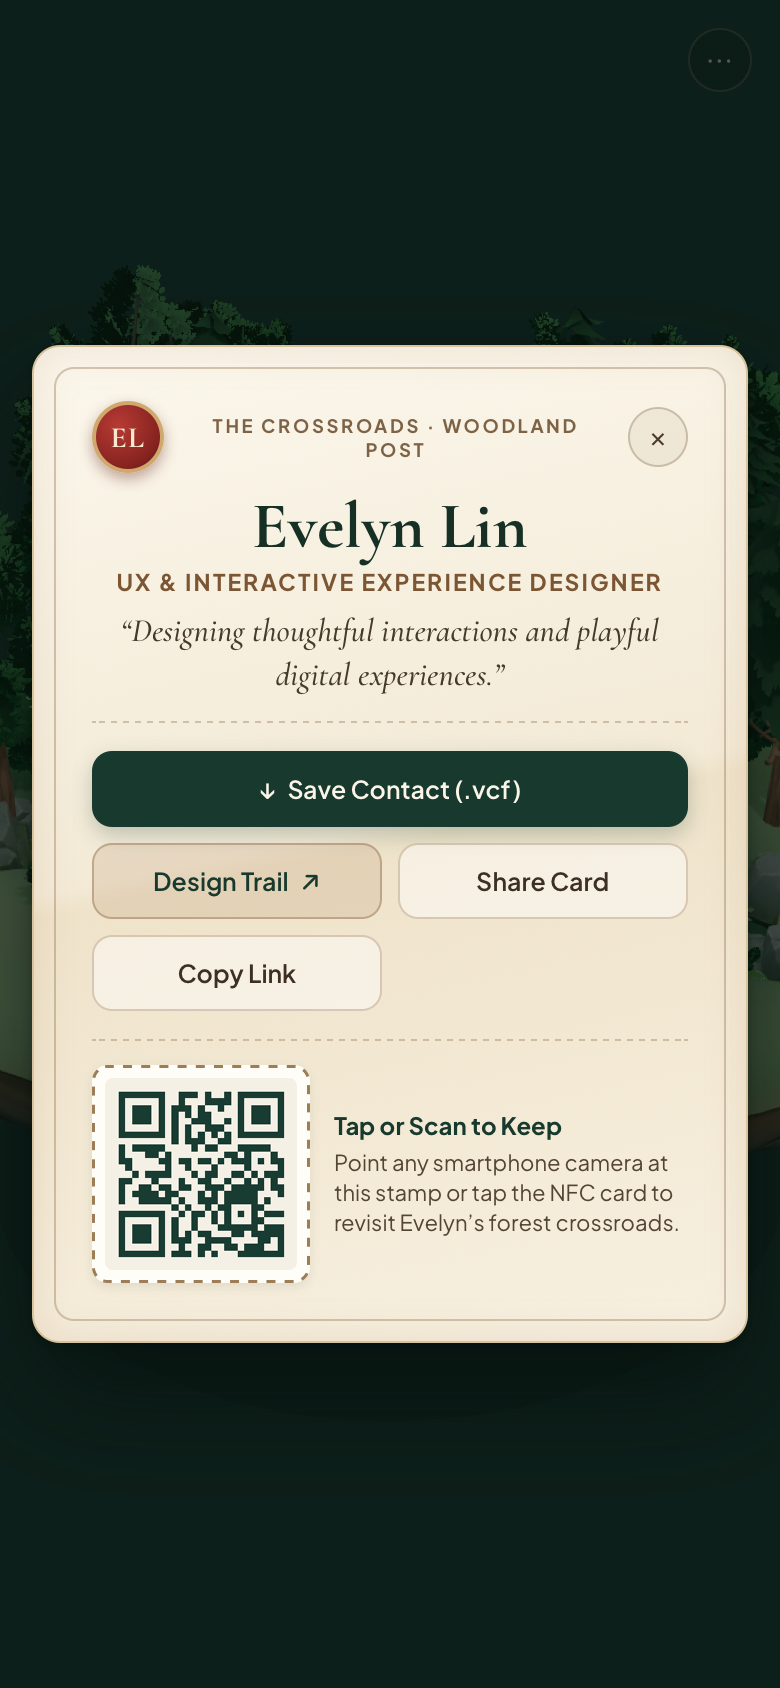 ...
EL
THE CROSSROADS · WOODLAND
POST
×
Evelyn Lin
UX & INTERACTIVE EXPERIENCE DESIGNER
“Designing thoughtful interactions and playful
digital experiences.”
↓ Save Contact (.vcf)
Design Trail ↗
Share Card
Copy Link
Tap or Scan to Keep
Point any smartphone camera at
this stamp or tap the NFC card to
revisit Evelyn’s forest crossroads.